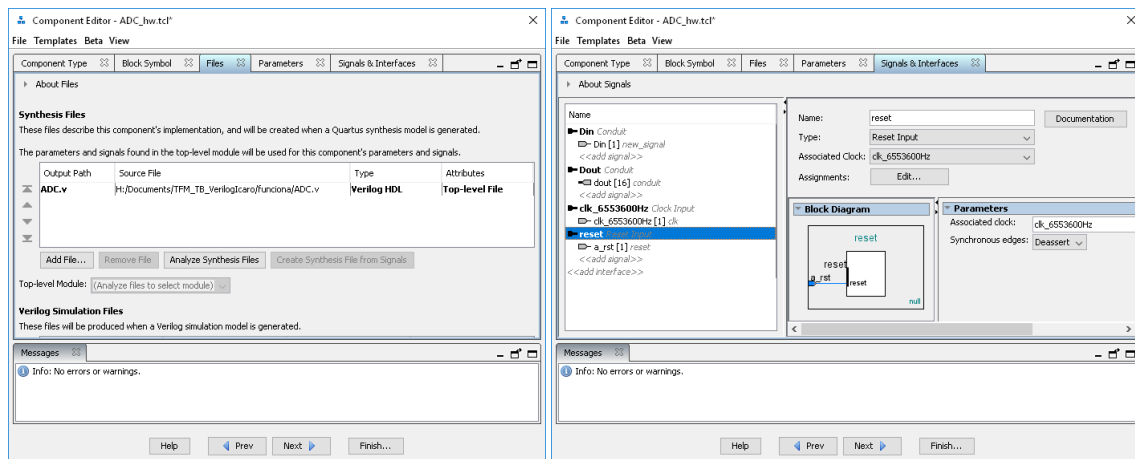 Component Editor - ADC_hw.tcl*
File Templates Beta View
Component Type Block Symbol Files Parameters Signals & Interfaces
About Files
Synthesis Files
These files describe this component's implementation, and will be created when a Quartus synthesis model is generated.
The parameters and signals found in the top-level module will be used for this component's parameters and signals.
Output Path Source File Type Attributes
ADC.v H:/Documents/TFM_TB_VerilogIcaro/funciona/ADC.v Verilog HDL Top-level File
Add File... Remove File Analyze Synthesis Files Create Synthesis File from Signals
Top-level Module: (Analyze files to select module)
Verilog Simulation Files
These files will be produced when a Verilog simulation model is generated.
Messages
Info: No errors or warnings.
Help Prev Next Finish...
Component Editor - ADC_hw.tcl*
File Templates Beta View
Component Type Block Symbol Files Parameters Signals & Interfaces
About Signals
Name
Din Conduit
Din [1] new_signal
<<add signal>>
Dout Conduit
dout [16] conduit
<<add signal>>
clk_6553600Hz Clock Input
clk_6553600Hz [1] clk
reset Reset Input
a_rst [1] reset
<<add signal>>
<<add interface>>
Name: reset Documentation
Type: Reset Input
Associated Clock: clk_6553600Hz
Assignments: Edit...
Block Diagram
reset
reset
a_rst
reset
null
Parameters
Associated clock: clk_6553600Hz
Synchronous edges: Deassert
Messages
Info: No errors or warnings.
Help Prev Next Finish...